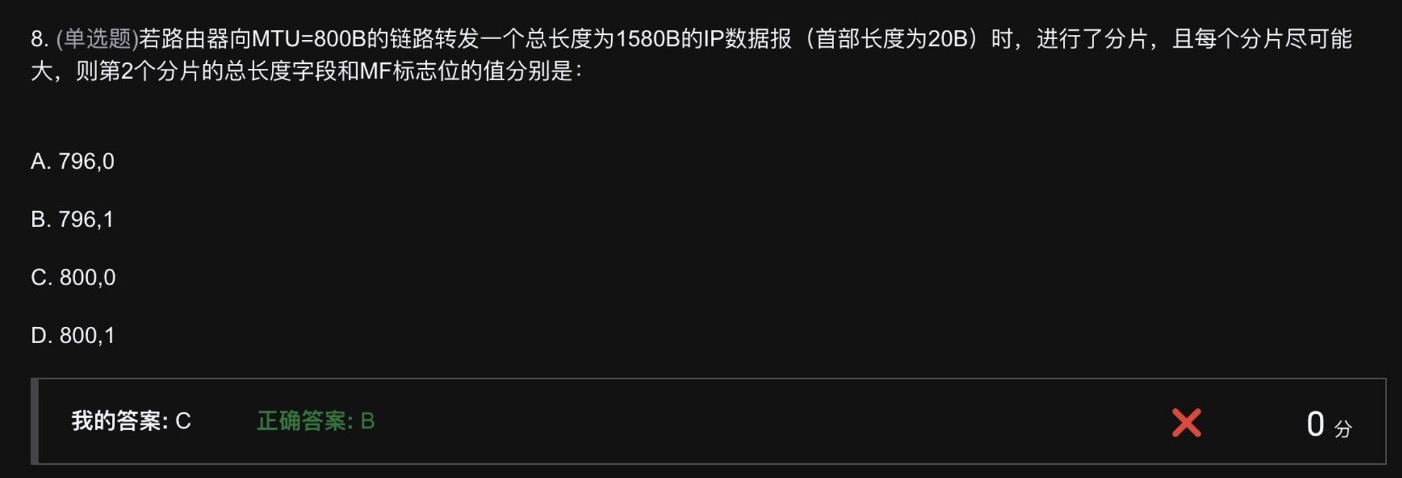 8. (单选题)若路由器向MTU=800B的链路转发一个总长度为1580B的IP数据报（首部长度为20B）时，进行了分片，且每个分片尽可能
大，则第2个分片的总长度字段和MF标志位的值分别是：
A. 796,0
B. 796,1
C. 800,0
D. 800,1
我的答案: C 正确答案: B 0 分